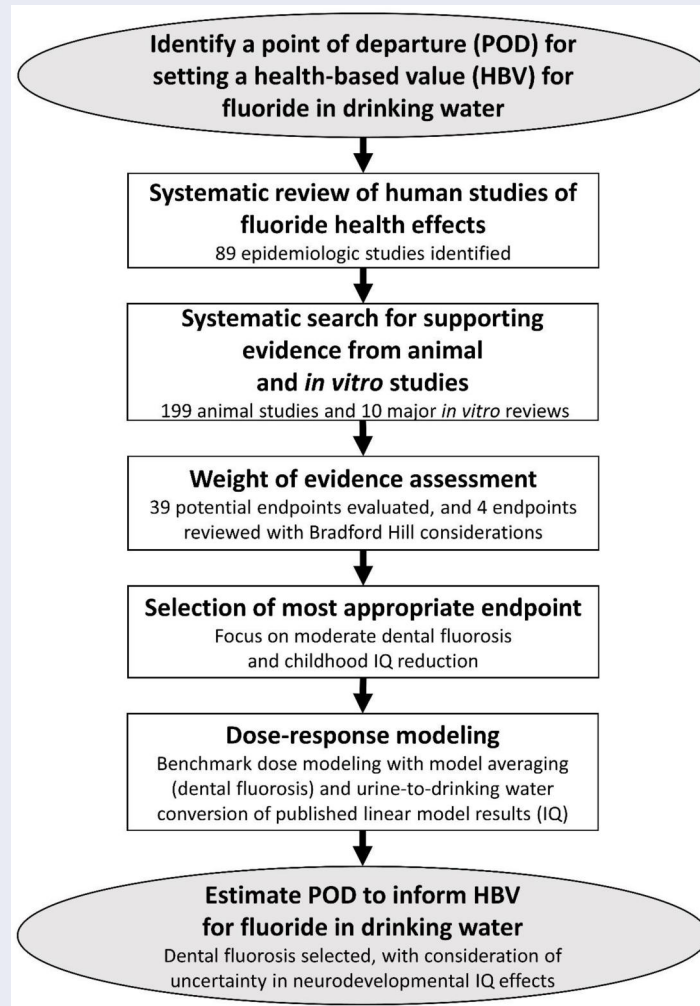 Identify a point of departure (POD) for
setting a health-based value (HBV) for
fluoride in drinking water
Systematic review of human studies of
fluoride health effects
89 epidemiologic studies identified
Systematic search for supporting
evidence from animal
and in vitro studies
199 animal studies and 10 major in vitro reviews
Weight of evidence assessment
39 potential endpoints evaluated, and 4 endpoints
reviewed with Bradford Hill considerations
Selection of most appropriate endpoint
Focus on moderate dental fluorosis
and childhood IQ reduction
Dose-response modeling
Benchmark dose modeling with model averaging
(dental fluorosis) and urine-to-drinking water
conversion of published linear model results (IQ)
Estimate POD to inform HBV
for fluoride in drinking water
Dental fluorosis selected, with consideration of
uncertainty in neurodevelopmental IQ effects